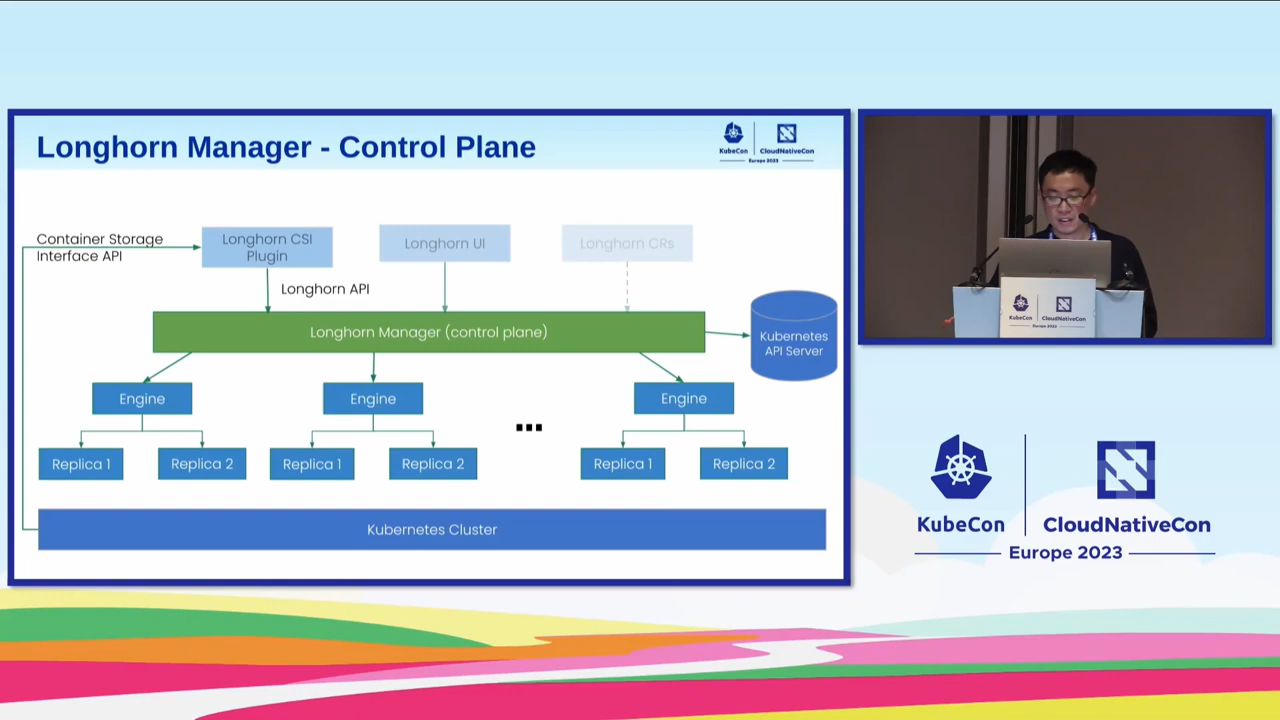 Longhorn Manager - Control Plane
KubeCon
CloudNativeCon
Europe 2023
Container Storage
Interface API
Longhorn CSI
Plugin
Longhorn UI
Longhorn CRs
Longhorn API
Longhorn Manager (control plane)
Kubernetes
API Server
Engine
Engine
Engine
...
Replica 1
Replica 2
Replica 1
Replica 2
Replica 1
Replica 2
Kubernetes Cluster
KubeCon
CloudNativeCon
Europe 2023
KubeCon
CloudNativeCon
Europe 2023